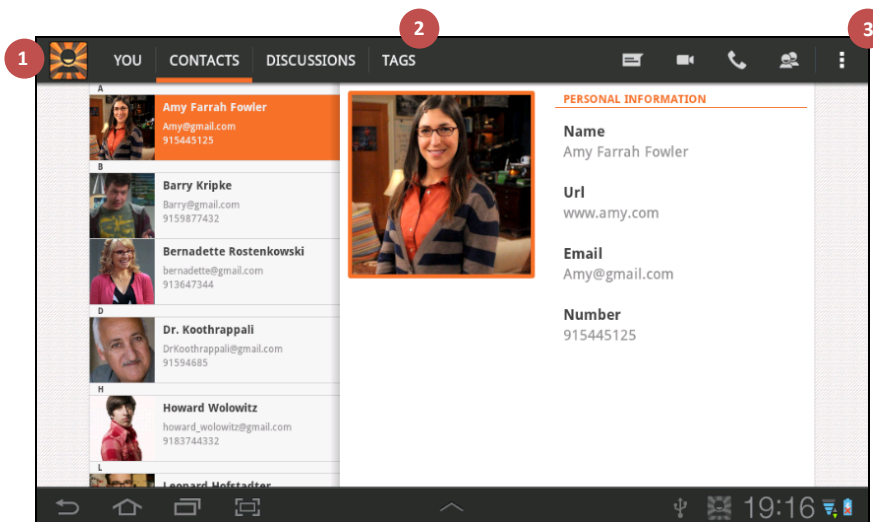 2
1
3
YOU CONTACTS DISCUSSIONS TAGS
A
Amy Farrah Fowler
Amy@gmail.com
915445125
B
Barry Kripke
Barry@gmail.com
9159877432
Bernadette Rostenkowski
bernadette@gmail.com
913647344
D
Dr. Koothrappali
DrKoothrappali@gmail.com
91594685
H
Howard Wolowitz
howard_wolowitz@gmail.com
9183744332
L
Leonard Hofstadter
PERSONAL INFORMATION
Name
Amy Farrah Fowler
Url
www.amy.com
Email
Amy@gmail.com
Number
915445125
19:16